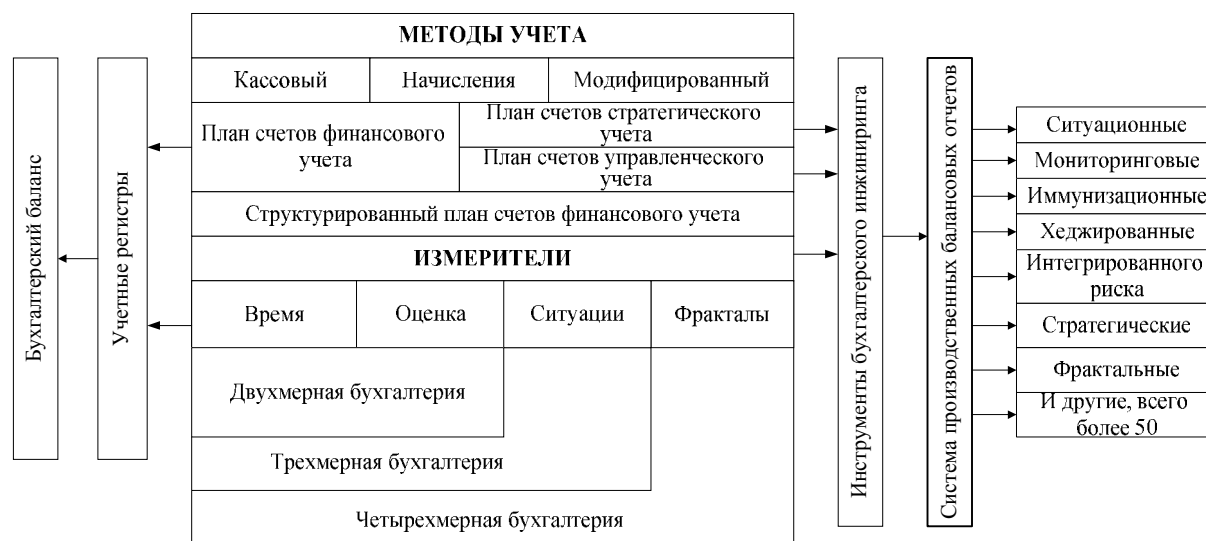 Бухгалтерский баланс
Учетные регистры
МЕТОДЫ УЧЕТА
Кассовый
Начисления
Модифицированный
План счетов финансового
учета
План счетов стратегического
учета
План счетов управленческого
учета
Структурированный план счетов финансового учета
ИЗМЕРИТЕЛИ
Время
Оценка
Ситуации
Фракталы
Двухмерная бухгалтерия
Трехмерная бухгалтерия
Четырехмерная бухгалтерия
Инструменты бухгалтерского инжиниринга
Система производственных балансовых отчетов
Ситуационные
Мониторинговые
Иммунизационные
Хеджированные
Интегрированного
риска
Стратегические
Фрактальные
И другие, всего
более 50